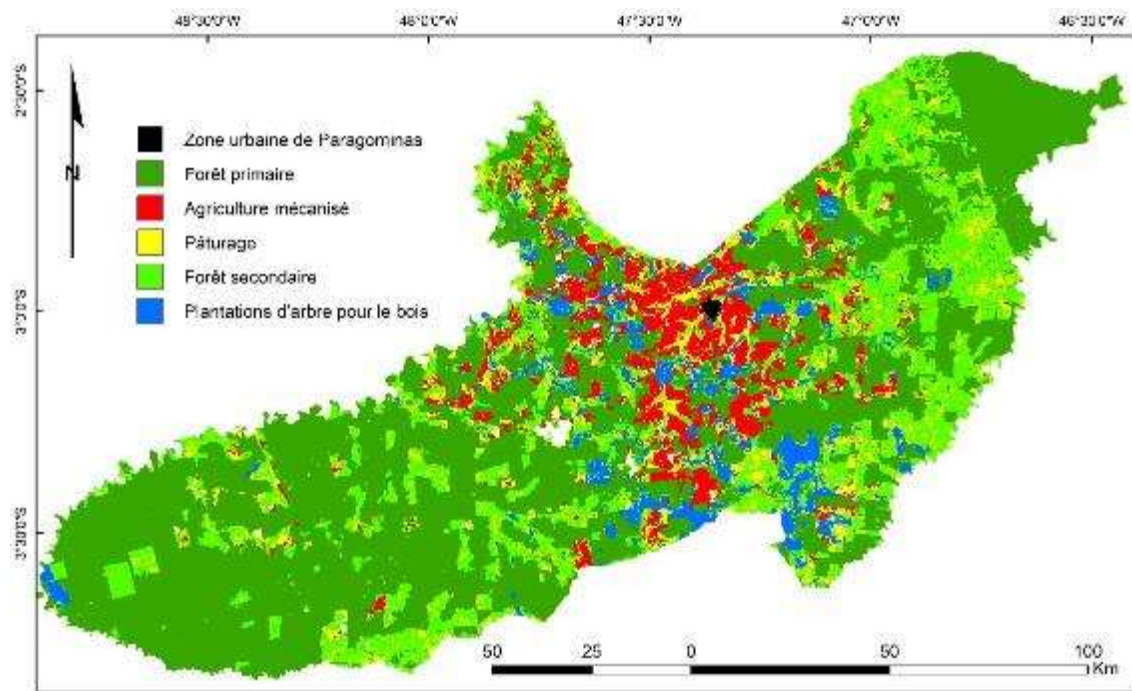 48°30'0"W 48°0'0"W 47°30'0"W 47°0'0"W 46°30'0"W
2°30'0"S
N
Zone urbaine de Paragominas
Forêt primaire
Agriculture mécanisé
Pâturage
Forêt secondaire
Plantations d'arbre pour le bois
3°0'0"S
3°30'0"S
50 25 0 50 100
Km